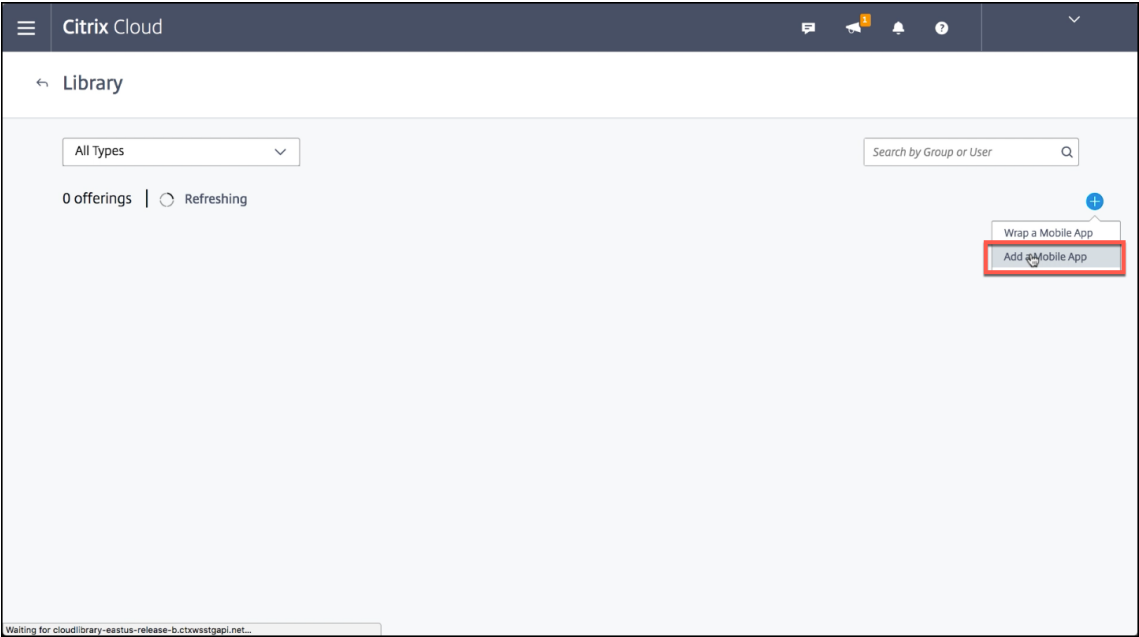 Citrix Cloud
1
?
Library
All Types
Search by Group or User
0 offerings | Refreshing
Wrap a Mobile App
Add a Mobile App
Waiting for cloudlibrary-eastus-release-b.ctxwsstgapi.net...